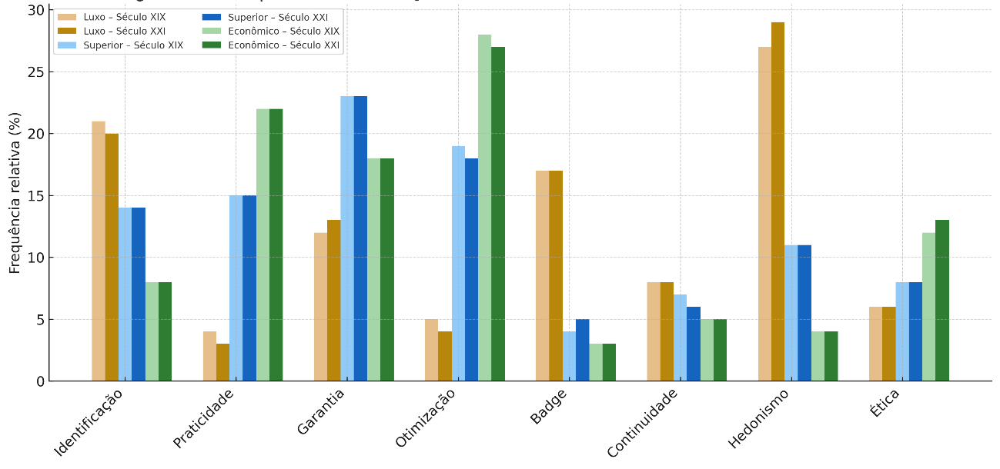 Luxo – Século XIX
Luxo – Século XXI
Superior – Século XIX
Superior – Século XXI
Econômico – Século XIX
Econômico – Século XXI
Frequência relativa (%)
30
25
20
15
10
5
0
Identificação
Praticidade
Garantia
Otimização
Badge
Continuidade
Hedonismo
Ética